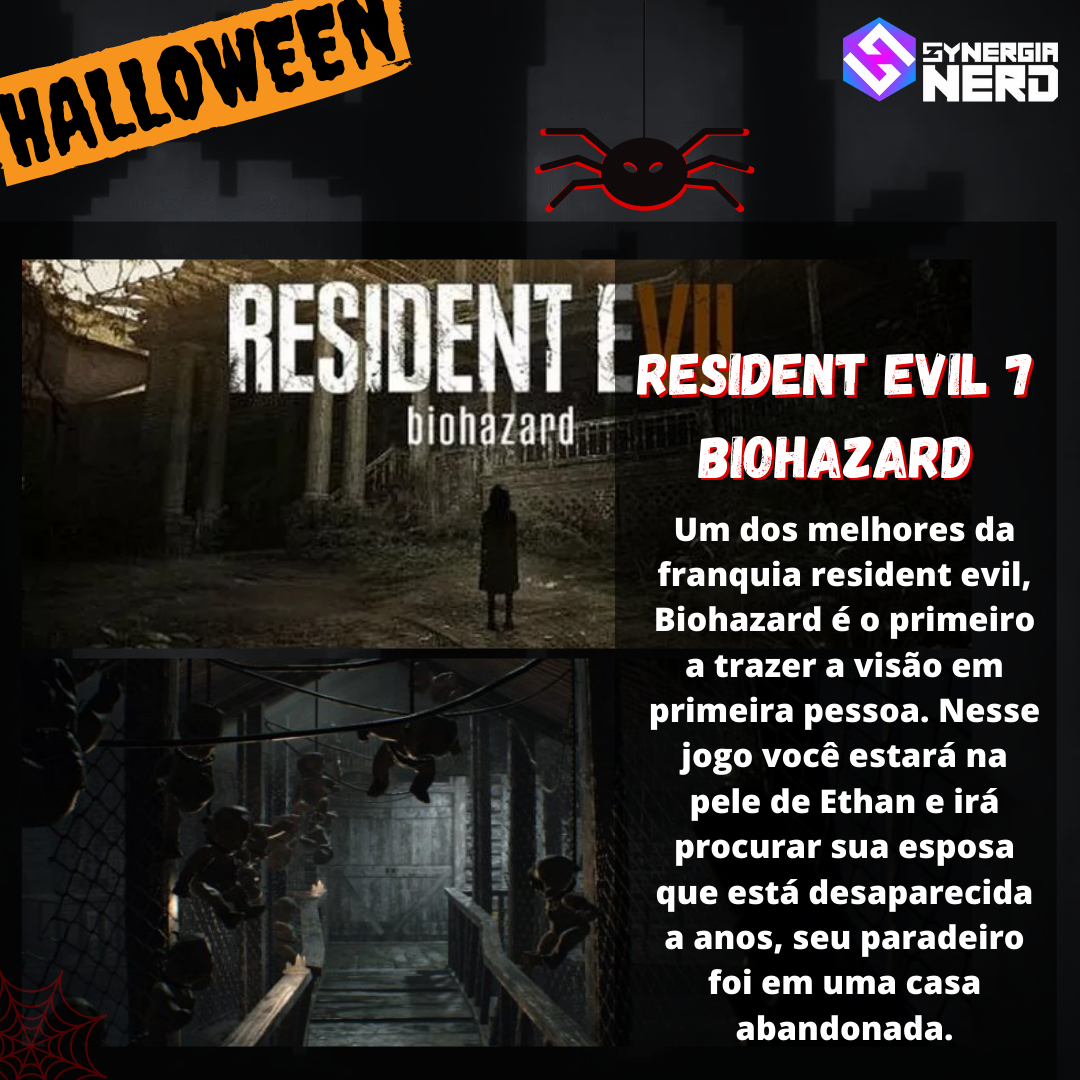 HALLOWEEN
SYNERGIA
NERD
RESIDENT EVII
biohazard
RESIDENT EVIL 7
BIOHAZARD
Um dos melhores da
franquia resident evil,
Biohazard é o primeiro
a trazer a visão em
primeira pessoa. Nesse
jogo você estará na
pele de Ethan e irá
procurar sua esposa
que está desaparecida
a anos, seu paradeiro
foi em uma casa
abandonada.